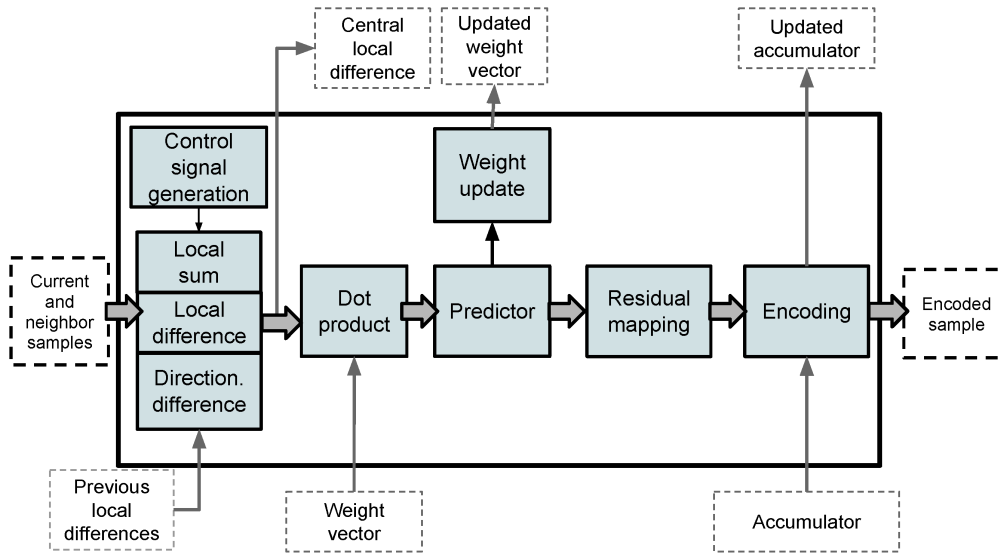 Central
local
difference
Updated
weight
vector
Updated
accumulator
Control
signal
generation
Weight
update
Local
sum
Current
and
neighbor
samples
Local
difference
Dot
product
Predictor
Residual
mapping
Encoding
Encoded
sample
Direction.
difference
Previous
local
differences
Weight
vector
Accumulator